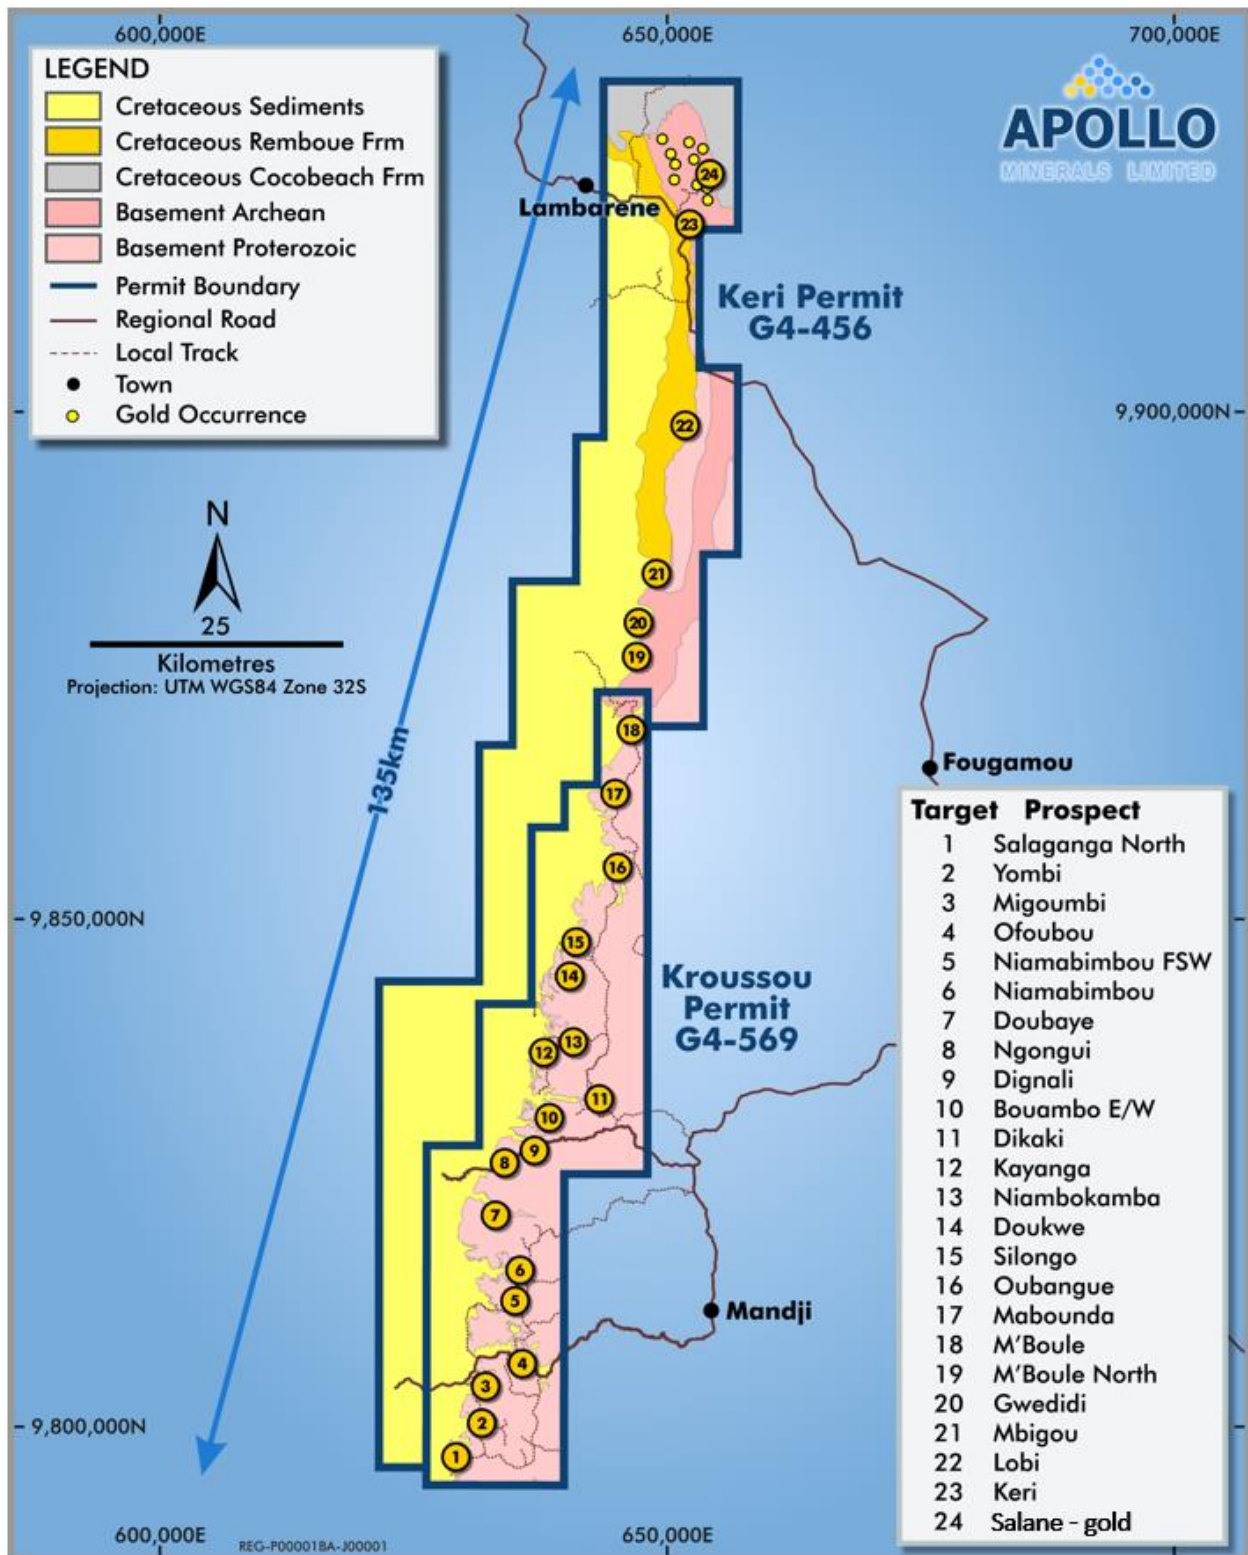 600,000E
650,000E
700,000E
LEGEND
Cretaceous Sediments
Cretaceous Remboue Frm
Cretaceous Cocobeach Frm
Basement Archean
Basement Proterozoic
Permit Boundary
Regional Road
Local Track
Town
Gold Occurrence
APOLLO
MINERALS LIMITED
24
Lambarene
23
Keri Permit
G4-456
9,900,000N
22
N
25
Kilometres
Projection: UTM WGS84 Zone 32S
21
20
19
18
135km
17
Fougamou
16
9,850,000N
15
14
Kroussou
Permit
G4-569
13
12
11
10
9
8
7
6
5
Mandji
4
3
2
9,800,000N
1
Target Prospect
1 Salaganga North
2 Yombi
3 Migoumbi
4 Ofoubou
5 Niamabimbou FSW
6 Niamabimbou
7 Doubaye
8 Ngongui
9 Dignali
10 Bouambo E/W
11 Dikaki
12 Kayanga
13 Niambokamba
14 Doukwe
15 Silongo
16 Oubangue
17 Mabounda
18 M'Boule
19 M'Boule North
20 Gwedidi
21 Mbigou
22 Lobi
23 Keri
24 Salane - gold
600,000E
650,000E
REG-P00001BA-J00001